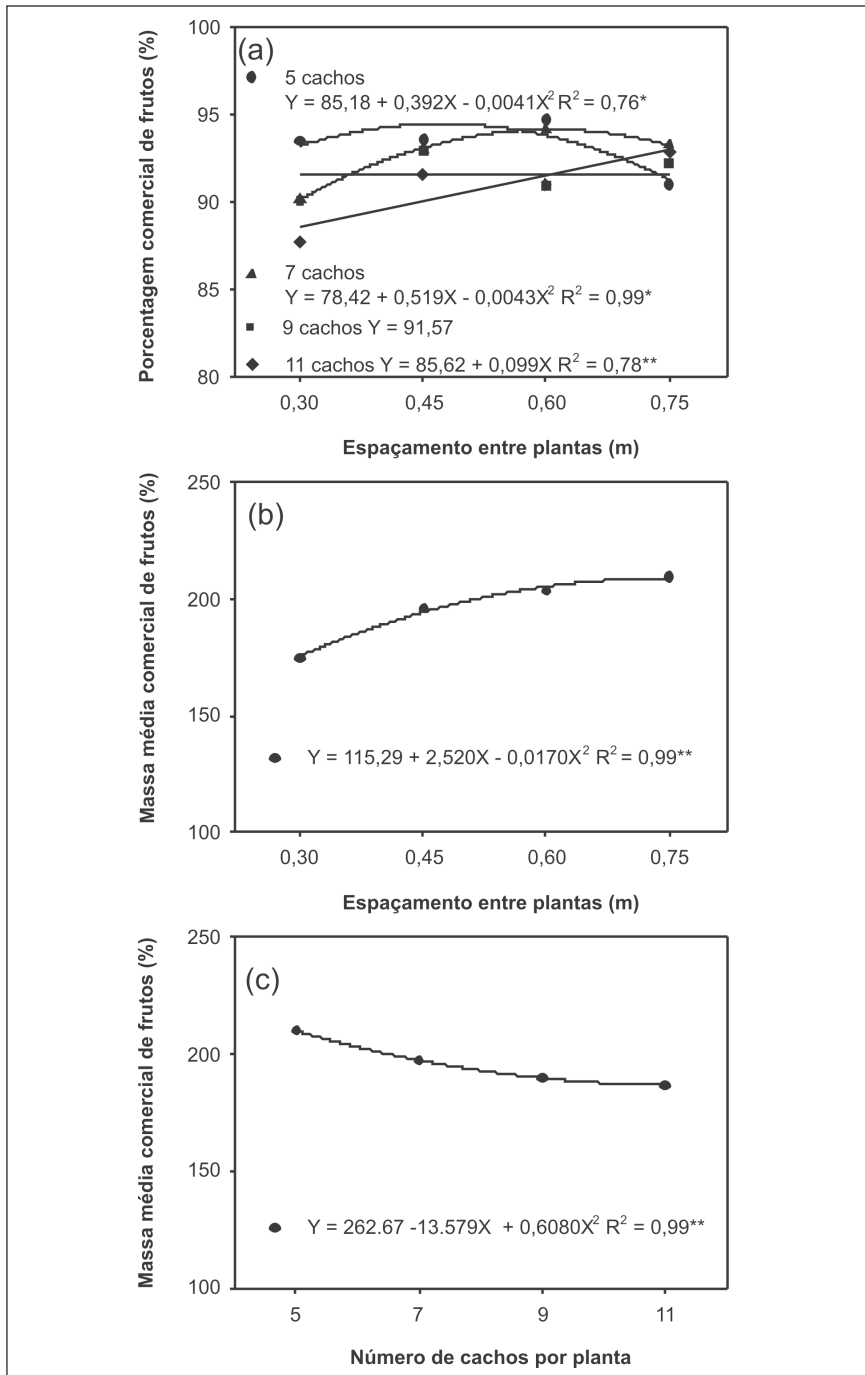 (a)
Porcentagem comercial de frutos (%)
100
95
90
85
80
5 cachos
Y = 85,18 + 0,392X - 0,0041X² R² = 0,76*
7 cachos
Y = 78,42 + 0,519X - 0,0043X² R² = 0,99*
9 cachos Y = 91,57
11 cachos Y = 85,62 + 0,099X R² = 0,78**
0,30 0,45 0,60 0,75
Espaçamento entre plantas (m)
(b)
Massa média comercial de frutos (%)
250
200
150
100
Y = 115,29 + 2,520X - 0,0170X² R² = 0,99**
0,30 0,45 0,60 0,75
Espaçamento entre plantas (m)
(c)
Massa média comercial de frutos (%)
250
200
150
100
Y = 262.67 -13.579X + 0,6080X² R² = 0,99**
5 7 9 11
Número de cachos por planta